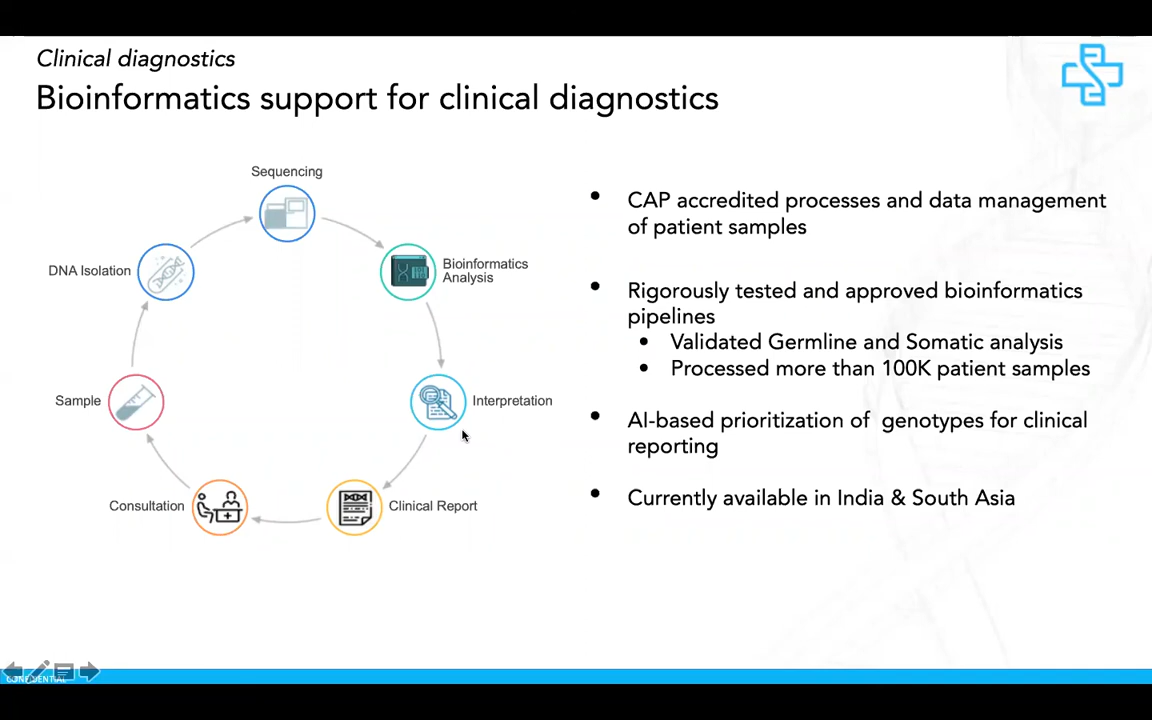 Clinical diagnostics
Bioinformatics support for clinical diagnostics
Sequencing
DNA Isolation
Bioinformatics
Analysis
Sample
Interpretation
Consultation
Clinical Report
• CAP accredited processes and data management
of patient samples
• Rigorously tested and approved bioinformatics
pipelines
• Validated Germline and Somatic analysis
• Processed more than 100K patient samples
• AI-based prioritization of genotypes for clinical
reporting
• Currently available in India & South Asia
CONFIDENTIAL